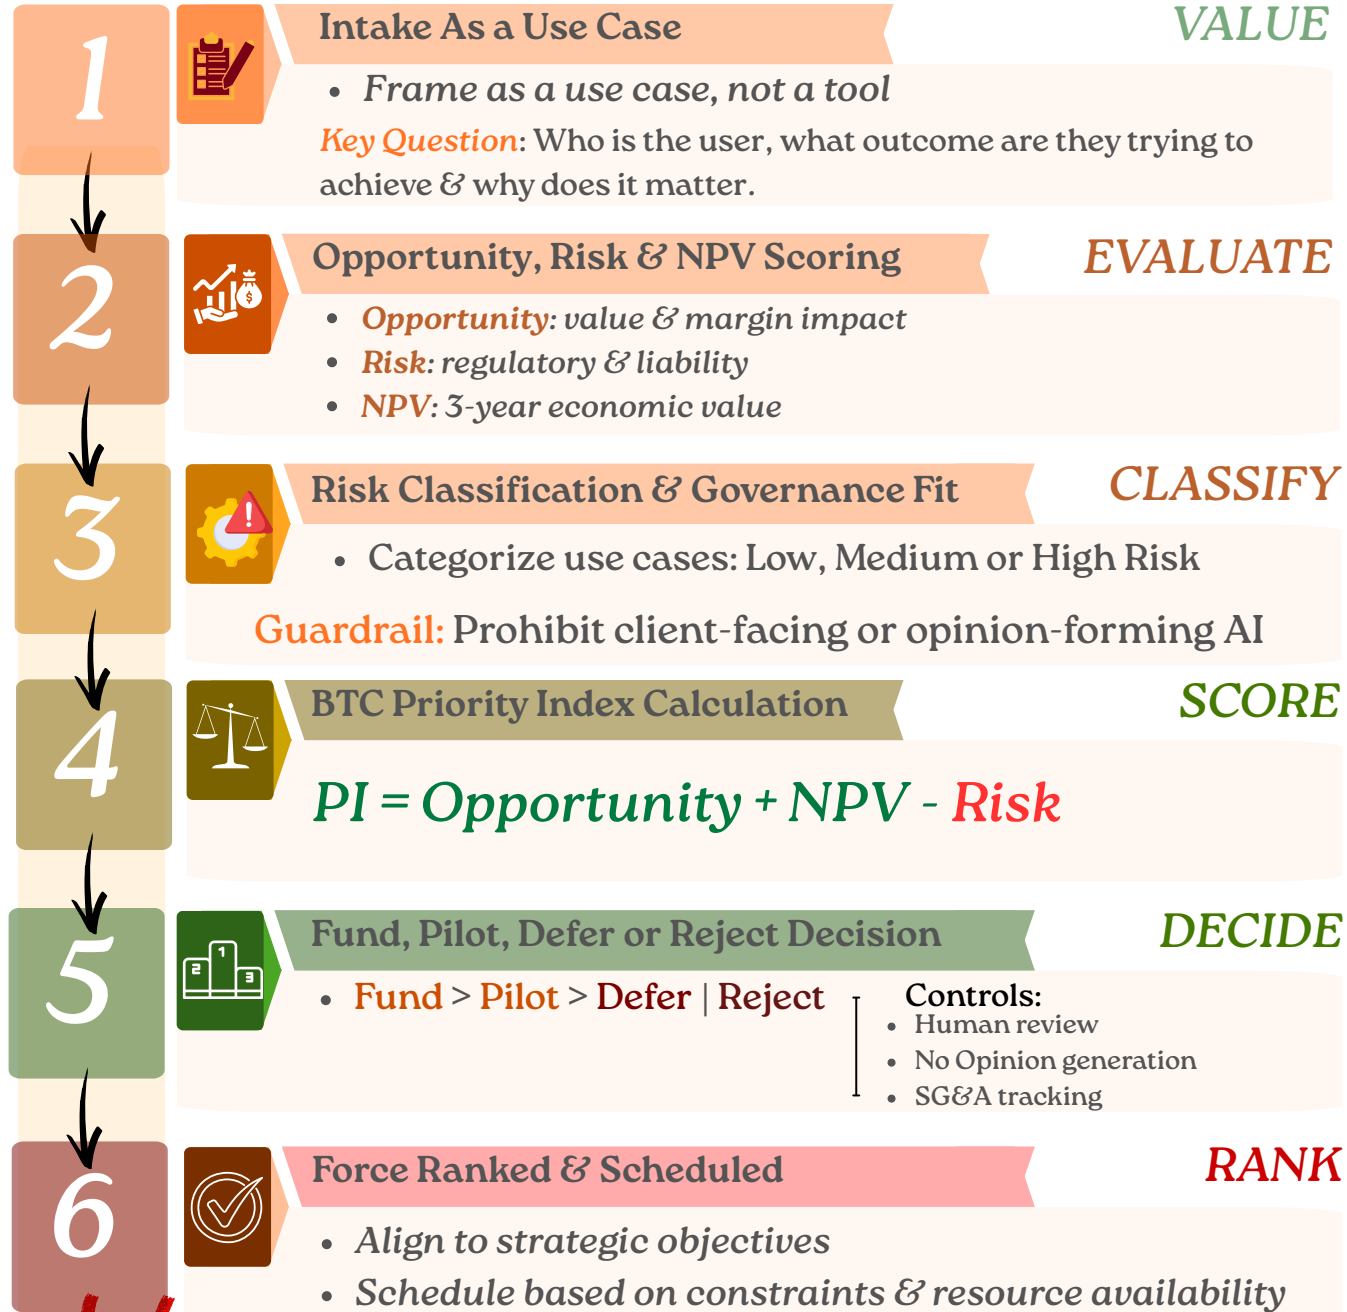 1
Intake As a Use Case
VALUE
• Frame as a use case, not a tool
Key Question: Who is the user, what outcome are they trying to
achieve & why does it matter.
2
Opportunity, Risk & NPV Scoring
EVALUATE
• Opportunity: value & margin impact
• Risk: regulatory & liability
• NPV: 3-year economic value
3
Risk Classification & Governance Fit
CLASSIFY
• Categorize use cases: Low, Medium or High Risk
Guardrail: Prohibit client-facing or opinion-forming AI
4
BTC Priority Index Calculation
SCORE
PI = Opportunity + NPV - Risk
5
2 1 3
Fund, Pilot, Defer or Reject Decision
DECIDE
• Fund > Pilot > Defer | Reject
Controls:
• Human review
• No Opinion generation
• SG&A tracking
6
Force Ranked & Scheduled
RANK
• Align to strategic objectives
• Schedule based on constraints & resource availability